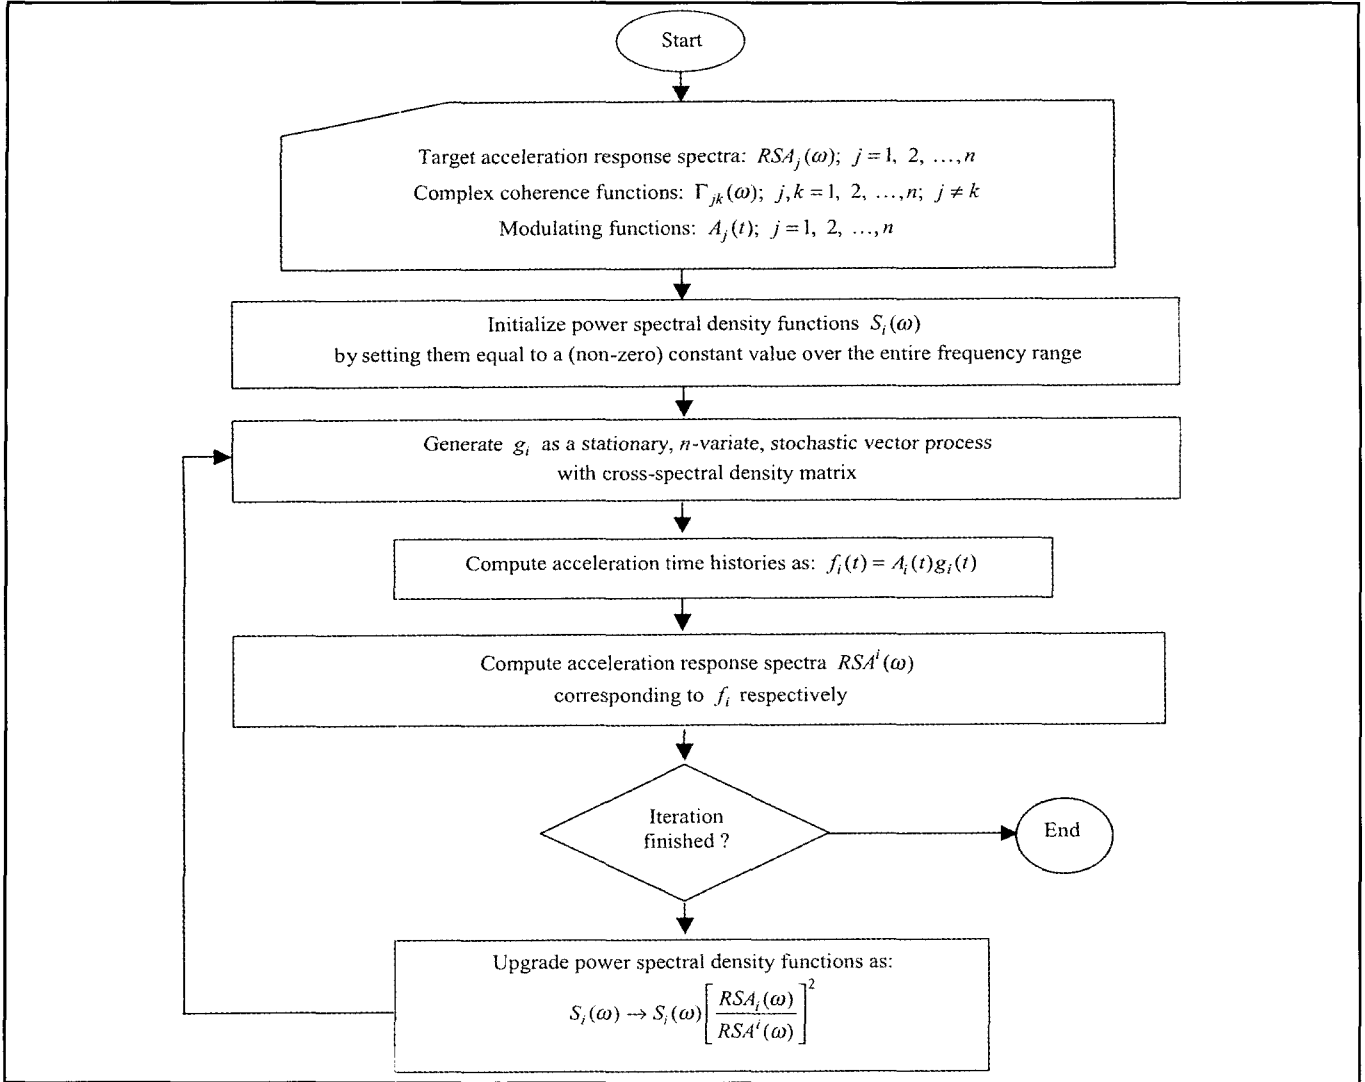 Start
Target acceleration response spectra: RSA_j(ω); j = 1, 2, …, n
Complex coherence functions: Γ_jk(ω); j, k = 1, 2, …, n; j ≠ k
Modulating functions: A_j(t); j = 1, 2, …, n
Initialize power spectral density functions S_i(ω)
by setting them equal to a (non-zero) constant value over the entire frequency range
Generate g_i as a stationary, n-variate, stochastic vector process
with cross-spectral density matrix
Compute acceleration time histories as: f_i(t) = A_i(t)g_i(t)
Compute acceleration response spectra RSA^i(ω)
corresponding to f_i respectively
Iteration
finished ?
End
Upgrade power spectral density functions as:
S_i(ω) → S_i(ω)[RSA_i(ω) / RSA^i(ω)]^2